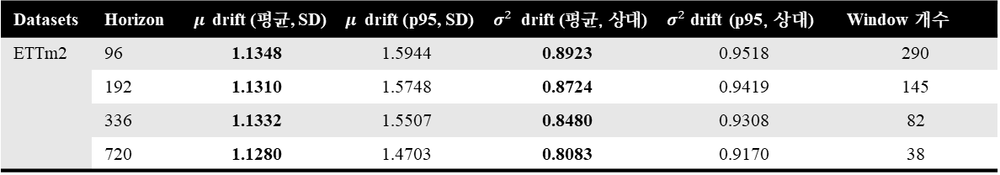 Datasets Horizon μ drift (평균, SD) μ drift (p95, SD) σ² drift (평균, 상대) σ² drift (p95, 상대) Window 개수
ETTm2 96 1.1348 1.5944 0.8923 0.9518 290
192 1.1310 1.5748 0.8724 0.9419 145
336 1.1332 1.5507 0.8480 0.9308 82
720 1.1280 1.4703 0.8083 0.9170 38